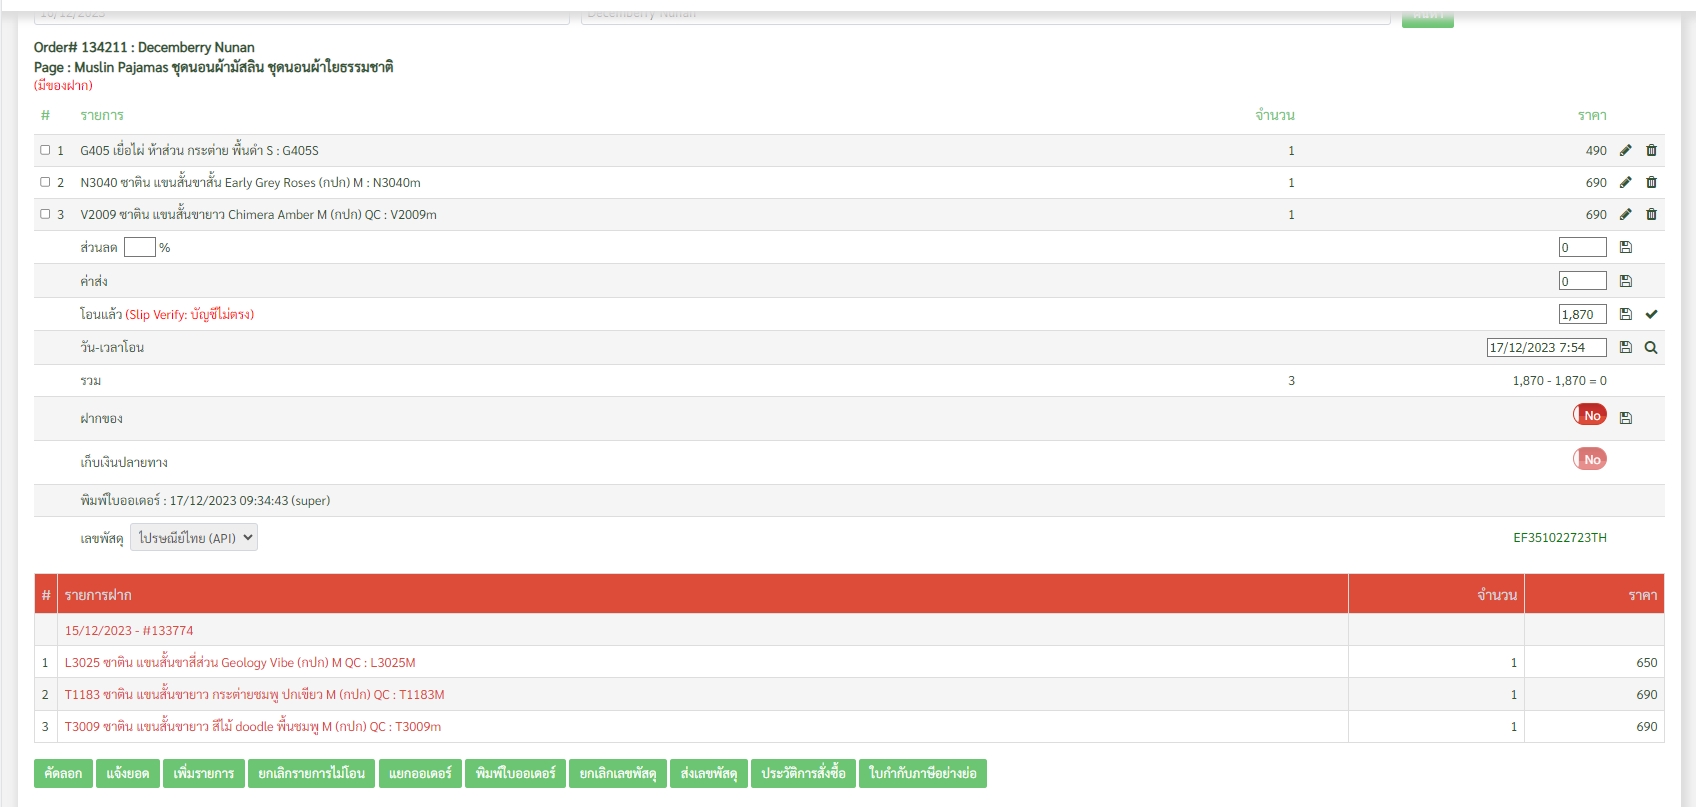 16/12/2023 Decemberry Nunan ค้นหา
Order# 134211 : Decemberry Nunan
Page : Muslin Pajamas ชุดนอนผ้ามัสลิน ชุดนอนผ้าใยธรรมชาติ
(มีของฝาก)
# รายการ จำนวน ราคา
1 G405 เยื่อไผ่ ห้าส่วน กระต่าย พื้นดำ S : G405S 1 490
2 N3040 ซาติน แขนสั้นขาสั้น Early Grey Roses (กปก) M : N3040m 1 690
3 V2009 ซาติน แขนสั้นขายาว Chimera Amber M (กปก) QC : V2009m 1 690
ส่วนลด % 0
ค่าส่ง 0
โอนแล้ว (Slip Verify: บัญชีไม่ตรง) 1,870
วัน-เวลาโอน 17/12/2023 7:54
รวม 3 1,870 - 1,870 = 0
ฝากของ No
เก็บเงินปลายทาง No
พิมพ์ใบออเดอร์ : 17/12/2023 09:34:43 (super)
เลขพัสดุ ไปรษณีย์ไทย (API) EF351022723TH
# รายการฝาก จำนวน ราคา
15/12/2023 - #133774
1 L3025 ซาติน แขนสั้นขาสี่ส่วน Geology Vibe (กปก) M QC : L3025M 1 650
2 T1183 ซาติน แขนสั้นขายาว กระต่ายชมพู ปกเขียว M (กปก) QC : T1183M 1 690
3 T3009 ซาติน แขนสั้นขายาว สีไม้ doodle พื้นชมพู M (กปก) QC : T3009m 1 690
คัดลอก แจ้งยอด เพิ่มรายการ ยกเลิกรายการไม่โอน แยกออเดอร์ พิมพ์ใบออเดอร์ ยกเลิกเลขพัสดุ ส่งเลขพัสดุ ประวัติการสั่งซื้อ ใบกำกับภาษีอย่างย่อ